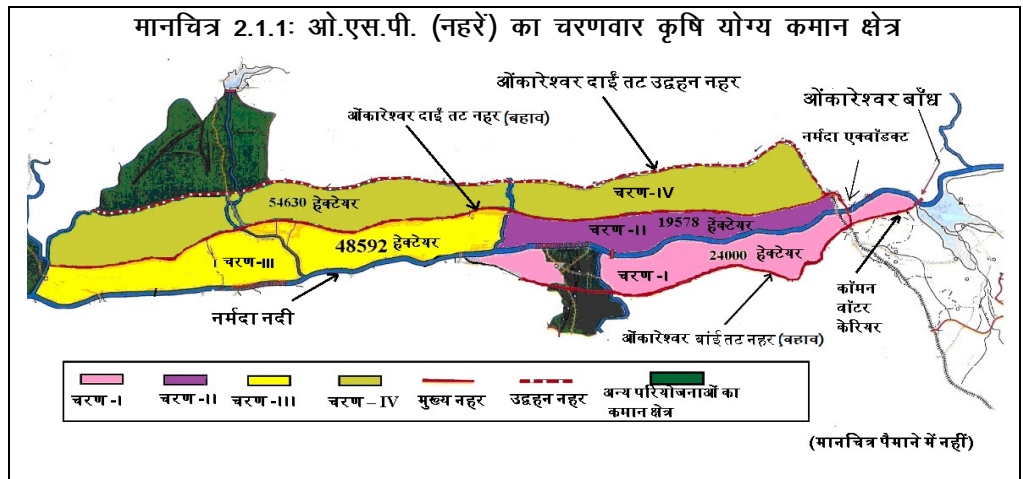 मानचित्र 2.1.1: ओ.एस.पी. (नहरें) का चरणवार कृषि योग्य कमान क्षेत्र
ओंकारेश्वर दाईं तट उद्वहन नहर
ओंकारेश्वर बाँध
ओंकारेश्वर दाईं तट नहर (बहाव)
नर्मदा एक्वॉडक्ट
चरण-IV
54630 हेक्टेयर
चरण-II
19578 हेक्टेयर
48592 हेक्टेयर
चरण-III
24000 हेक्टेयर
चरण-I
कॉमन
वॉटर
केरियर
नर्मदा नदी
ओंकारेश्वर बांई तट नहर (बहाव)
चरण-I
चरण-II
चरण-III
चरण – IV
मुख्य नहर
उद्वहन नहर
अन्य परियोजनाओं का
कमान क्षेत्र
(मानचित्र पैमाने में नहीं)